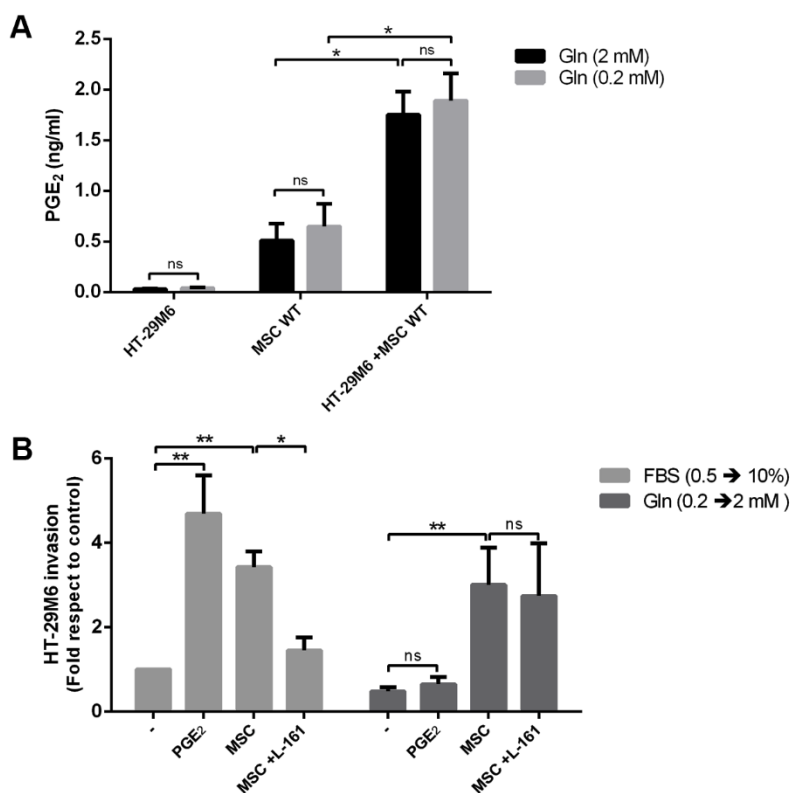 A
PGE₂ (ng/ml)
2.5
2.0
1.5
1.0
0.5
0.0
ns
ns
*
*
ns
HT-29M6
MSC WT
HT-29M6 +MSC WT
Gln (2 mM)
Gln (0.2 mM)
B
HT-29M6 invasion
(Fold respect to control)
6
4
2
0
**
*
**
**
ns
ns
-
PGE₂
MSC
MSC +L-161
-
PGE₂
MSC
MSC +L-161
FBS (0.5 ➔ 10%)
Gln (0.2 ➔2 mM )